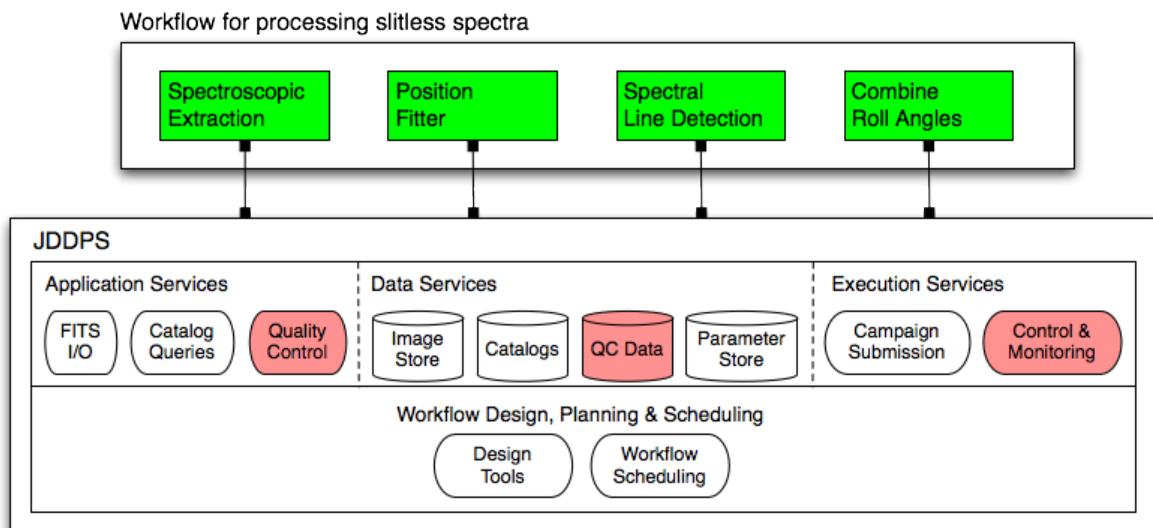 Workflow for processing slitless spectra
Spectroscopic
Extraction
Position
Fitter
Spectral
Line Detection
Combine
Roll Angles
JDDPS
Application Services
FITS
I/O
Catalog
Queries
Quality
Control
Data Services
Image
Store
Catalogs
QC Data
Parameter
Store
Execution Services
Campaign
Submission
Control &
Monitoring
Workflow Design, Planning & Scheduling
Design
Tools
Workflow
Scheduling